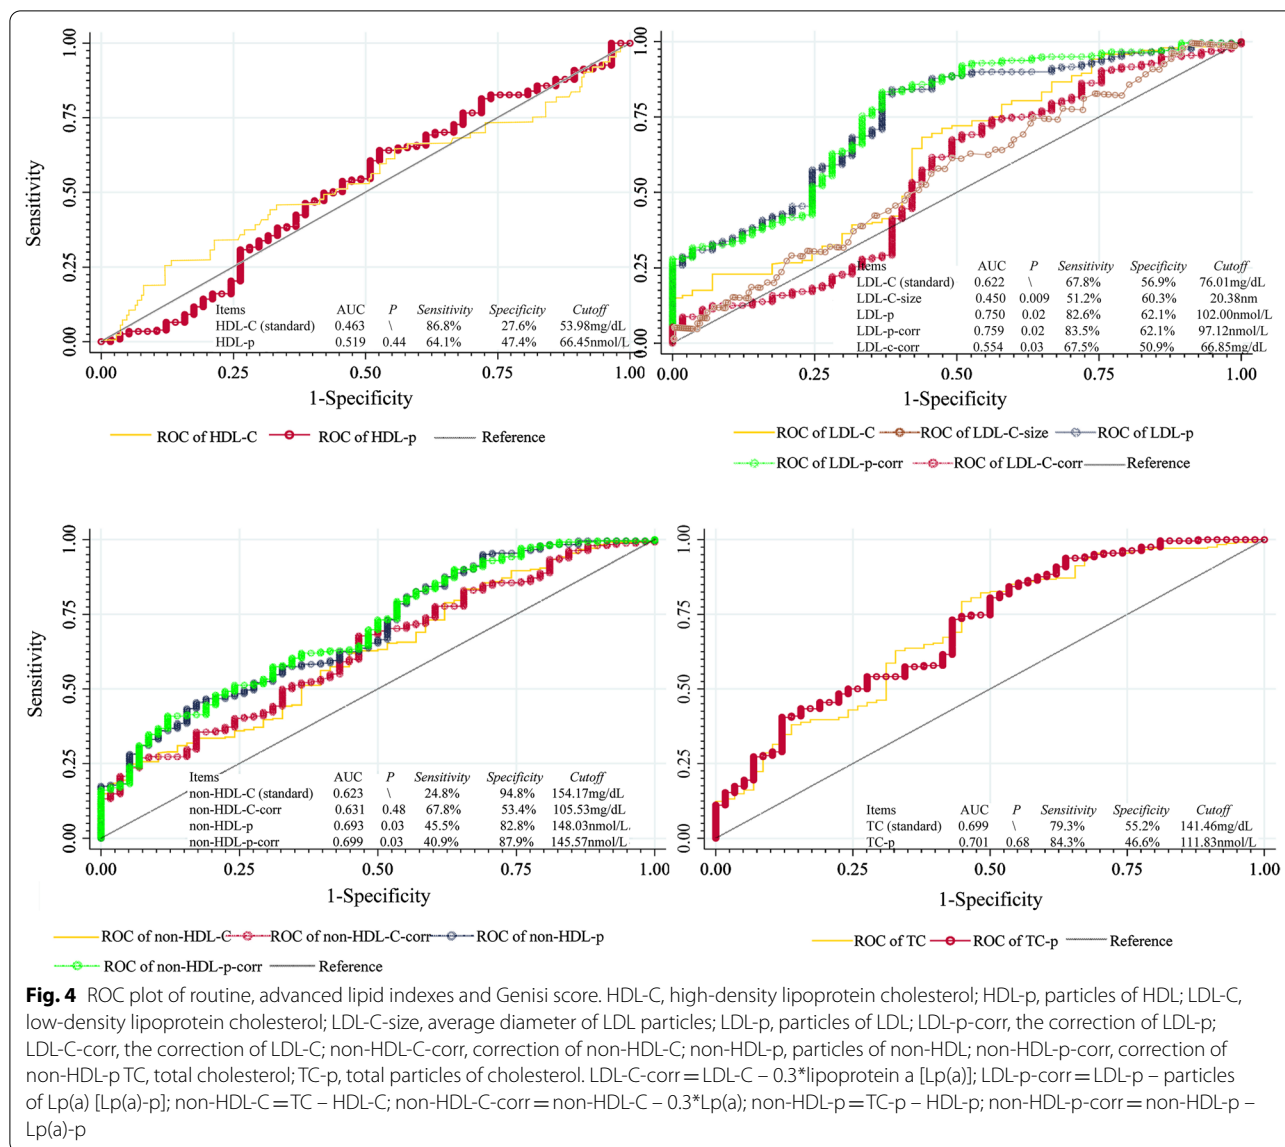 Sensitivity
1.00
0.75
0.50
0.25
0.00
Items AUC P Sensitivity Specificity Cutoff
HDL-C (standard) 0.463 \ 86.8% 27.6% 53.98mg/dL
HDL-p 0.519 0.44 64.1% 47.4% 66.45nmol/L
0.00 0.25 0.50 0.75 1.00
1-Specificity
ROC of HDL-C ROC of HDL-p Reference
1.00
0.75
0.50
0.25
0.00
Items AUC P Sensitivity Specificity Cutoff
LDL-C (standard) 0.622 \ 67.8% 56.9% 76.01mg/dL
LDL-C-size 0.450 0.009 51.2% 60.3% 20.38nm
LDL-p 0.750 0.02 82.6% 62.1% 102.00nmol/L
LDL-p-corr 0.759 0.02 83.5% 62.1% 97.12nmol/L
LDL-c-corr 0.554 0.03 67.5% 50.9% 66.85mg/dL
0.00 0.25 0.50 0.75 1.00
1-Specificity
ROC of LDL-C ROC of LDL-C-size ROC of LDL-p
ROC of LDL-p-corr ROC of LDL-C-corr Reference
Sensitivity
1.00
0.75
0.50
0.25
0.00
Items AUC P Sensitivity Specificity Cutoff
non-HDL-C (standard) 0.623 \ 24.8% 94.8% 154.17mg/dL
non-HDL-C-corr 0.631 0.48 67.8% 53.4% 105.53mg/dL
non-HDL-p 0.693 0.03 45.5% 82.8% 148.03nmol/L
non-HDL-p-corr 0.699 0.03 40.9% 87.9% 145.57nmol/L
0.00 0.25 0.50 0.75 1.00
1-Specificity
ROC of non-HDL-C ROC of non-HDL-C-corr ROC of non-HDL-p
ROC of non-HDL-p-corr Reference
1.00
0.75
0.50
0.25
0.00
Items AUC P Sensitivity Specificity Cutoff
TC (standard) 0.699 \ 79.3% 55.2% 141.46mg/dL
TC-p 0.701 0.68 84.3% 46.6% 111.83nmol/L
0.00 0.25 0.50 0.75 1.00
1-Specificity
ROC of TC ROC of TC-p Reference
Fig. 4 ROC plot of routine, advanced lipid indexes and Genisi score. HDL-C, high-density lipoprotein cholesterol; HDL-p, particles of HDL; LDL-C,
low-density lipoprotein cholesterol; LDL-C-size, average diameter of LDL particles; LDL-p, particles of LDL; LDL-p-corr, the correction of LDL-p;
LDL-C-corr, the correction of LDL-C; non-HDL-C-corr, correction of non-HDL-C; non-HDL-p, particles of non-HDL; non-HDL-p-corr, correction of
non-HDL-p TC, total cholesterol; TC-p, total particles of cholesterol. LDL-C-corr = LDL-C – 0.3*lipoprotein a [Lp(a)]; LDL-p-corr = LDL-p – particles
of Lp(a) [Lp(a)-p]; non-HDL-C = TC – HDL-C; non-HDL-C-corr = non-HDL-C – 0.3*Lp(a); non-HDL-p = TC-p – HDL-p; non-HDL-p-corr = non-HDL-p –
Lp(a)-p